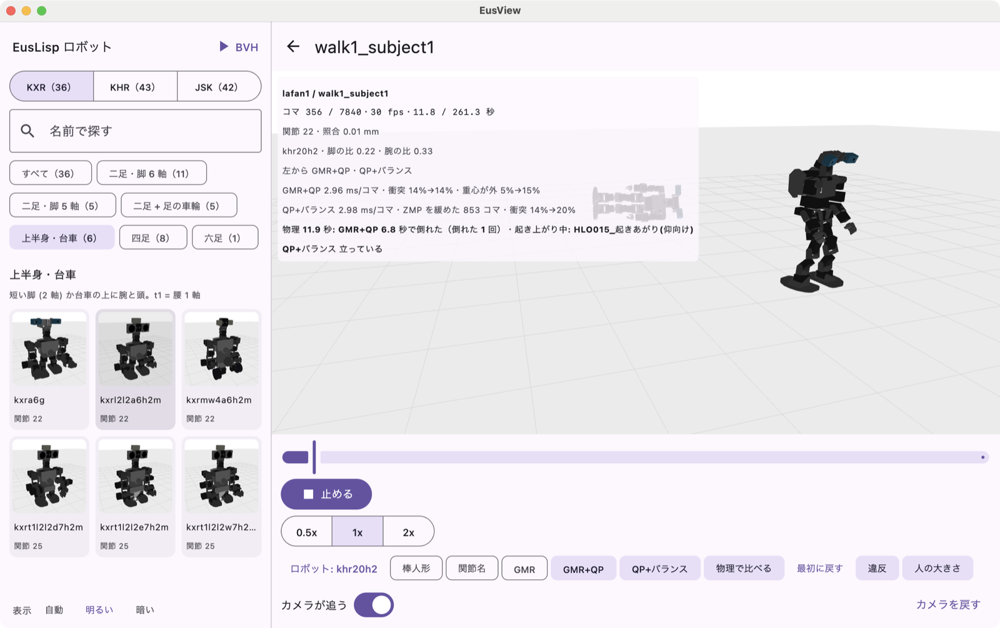 EusView
EusLisp ロボット
BVH
KXR（36）
KHR（43）
JSK（42）
名前で探す
すべて（36）
二足・脚 6 軸（11）
二足・脚 5 軸（5）
二足 + 足の車輪（5）
上半身・台車（6）
四足（8）
六足（1）
上半身・台車
短い脚 (2 軸) か台車の上に腕と頭。t1 = 腰 1 軸
kxra6g
関節 22
kxrl2l2a6h2m
関節 22
kxrmw4a6h2m
関節 22
kxrt1l2l2d7h2m
関節 25
kxrt1l2l2e7h2m
関節 25
kxrt1l2l2w7h2...
関節 25
表示
自動
明るい
暗い
walk1_subject1
lafan1 / walk1_subject1
コマ 356 / 7840・30 fps・11.8 / 261.3 秒
関節 22・照合 0.01 mm
khr20h2・脚の比 0.22・腕の比 0.33
左から GMR+QP・QP+バランス
GMR+QP 2.96 ms/コマ・衝突 14%→14%・重心が外 5%→15%
QP+バランス 2.98 ms/コマ・ZMP を緩めた 853 コマ・衝突 14%→20%
物理 11.9 秒: GMR+QP 6.8 秒で倒れた（倒れた 1 回）・起き上がり中: HLO015_起きあがり(仰向け)
QP+バランス 立っている
止める
0.5x
1x
2x
ロボット: khr20h2
棒人形
関節名
GMR
GMR+QP
QP+バランス
物理で比べる
最初に戻す
違反
人の大きさ
カメラが追う
カメラを戻す